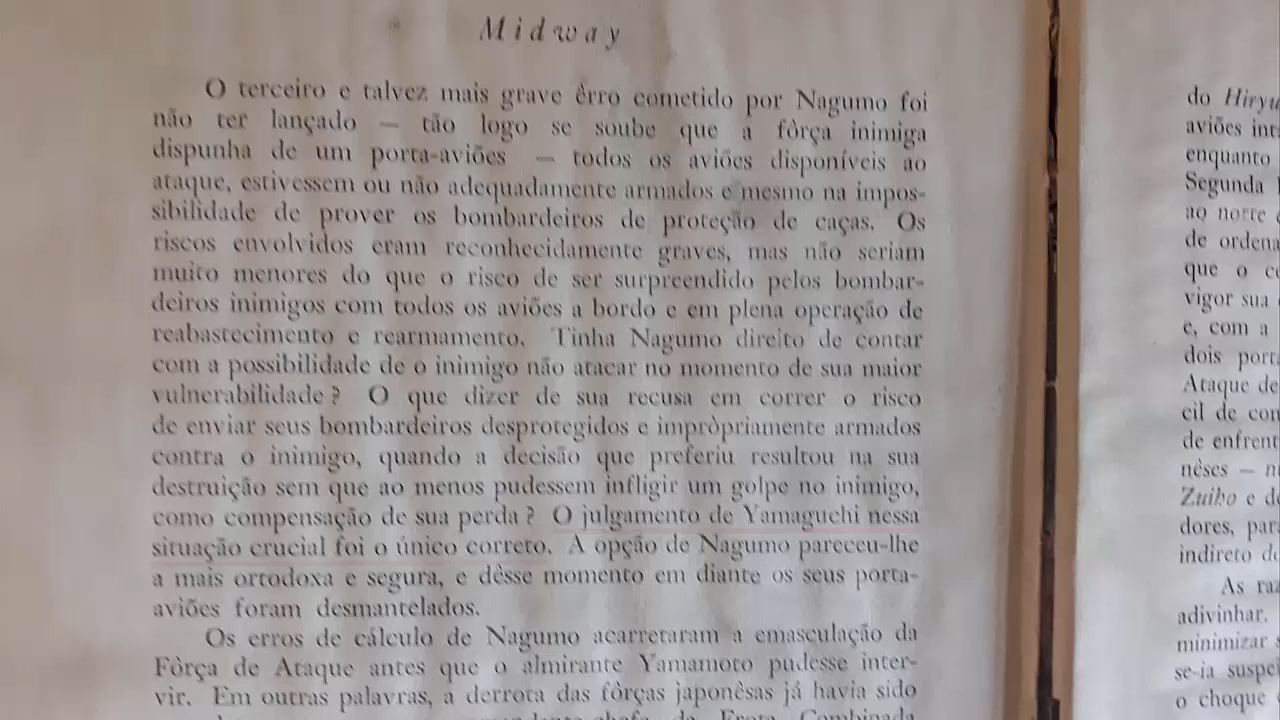 Midway
O terceiro e talvez mais grave êrro cometido por Nagumo foi
não ter lançado — tão logo se soube que a fôrça inimiga
dispunha de um porta-aviões — todos os aviões disponíveis ao
ataque, estivessem ou não adequadamente armados e mesmo na impos-
sibilidade de prover os bombardeiros de proteção de caças. Os
riscos envolvidos eram reconhecidamente graves, mas não seriam
muito menores do que o risco de ser surpreendido pelos bombar-
deiros inimigos com todos os aviões a bordo e em plena operação de
reabastecimento e rearmamento. Tinha Nagumo direito de contar
com a possibilidade de o inimigo não atacar no momento de sua maior
vulnerabilidade? O que dizer de sua recusa em correr o risco
de enviar seus bombardeiros desprotegidos e impròpriamente armados
contra o inimigo, quando a decisão que preferiu resultou na sua
destruição sem que ao menos pudessem infligir um golpe no inimigo,
como compensação de sua perda? O julgamento de Yamaguchi nessa
situação crucial foi o único correto. A opção de Nagumo pareceu-lhe
a mais ortodoxa e segura, e dêsse momento em diante os seus porta-
aviões foram desmantelados.
Os erros de cálculo de Nagumo acarretaram a emasculação da
Fôrça de Ataque antes que o almirante Yamamoto pudesse inter-
vir. Em outras palavras, a derrota das fôrças japonêsas já havia sido
da Frota Combinada
do Hiryu
aviões int
enquanto
Segunda
ao norte
de ordena
que o co
vigor sua
e, com a
dois port
Ataque de
cil de con
de enfrent
nêses — n
Zuiho e d
dores, par
indireto d
As raz
adivinhar.
minimizar
se-ia suspe
o choque